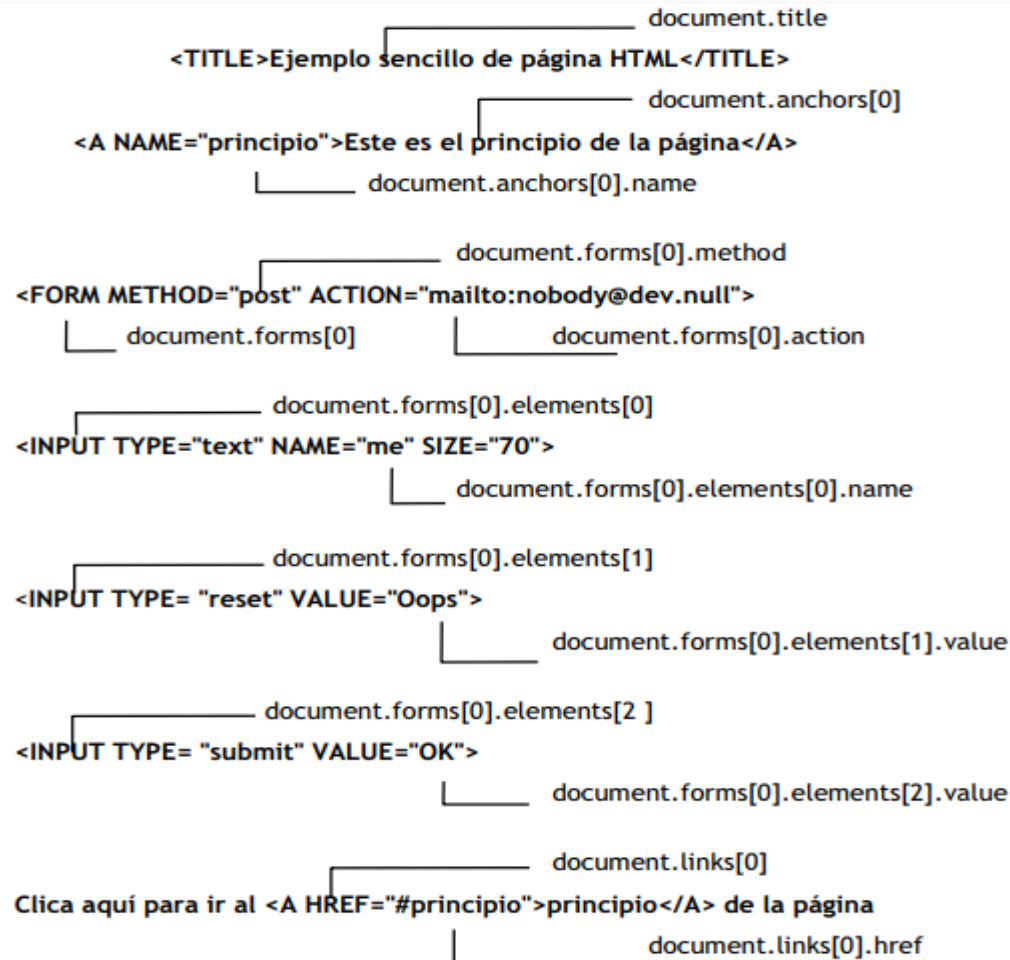 document.title
<TITLE>Ejemplo sencillo de página HTML</TITLE>
document.anchors[0]
<A NAME="principio">Este es el principio de la página</A>
document.anchors[0].name
document.forms[0].method
<FORM METHOD="post" ACTION="mailto:nobody@dev.null">
document.forms[0] document.forms[0].action
document.forms[0].elements[0]
<INPUT TYPE="text" NAME="me" SIZE="70">
document.forms[0].elements[0].name
document.forms[0].elements[1]
<INPUT TYPE= "reset" VALUE="Oops">
document.forms[0].elements[1].value
document.forms[0].elements[2 ]
<INPUT TYPE= "submit" VALUE="OK">
document.forms[0].elements[2].value
document.links[0]
Clica aquí para ir al <A HREF="#principio">principio</A> de la página
document.links[0].href